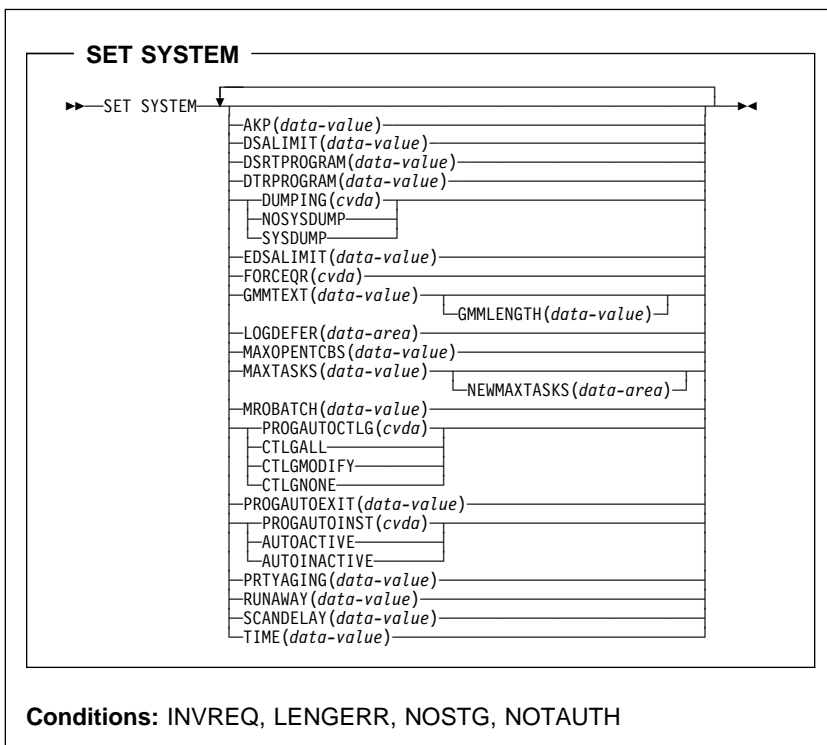 SET SYSTEM
SET SYSTEM
AKP(data-value)
DSALIMIT(data-value)
DSRTPROGRAM(data-value)
DTRPROGRAM(data-value)
DUMPING(cvda)
NOSYSDUMP
SYSDUMP
EDSALIMIT(data-value)
FORCEQR(cvda)
GMMTEXT(data-value)
GMMLENGTH(data-value)
LOGDEFER(data-area)
MAXOPENTCBS(data-value)
MAXTASKS(data-value)
NEWMAXTASKS(data-area)
MROBATCH(data-value)
PROGAUTOCTLG(cvda)
CTLGALL
CTLGMODIFY
CTLGNONE
PROGAUTOEXIT(data-value)
PROGAUTOINST(cvda)
AUTOACTIVE
AUTOINACTIVE
PRTYAGING(data-value)
RUNAWAY(data-value)
SCANDELAY(data-value)
TIME(data-value)
Conditions: INVREQ, LENGERR, NOSTG, NOTAUTH